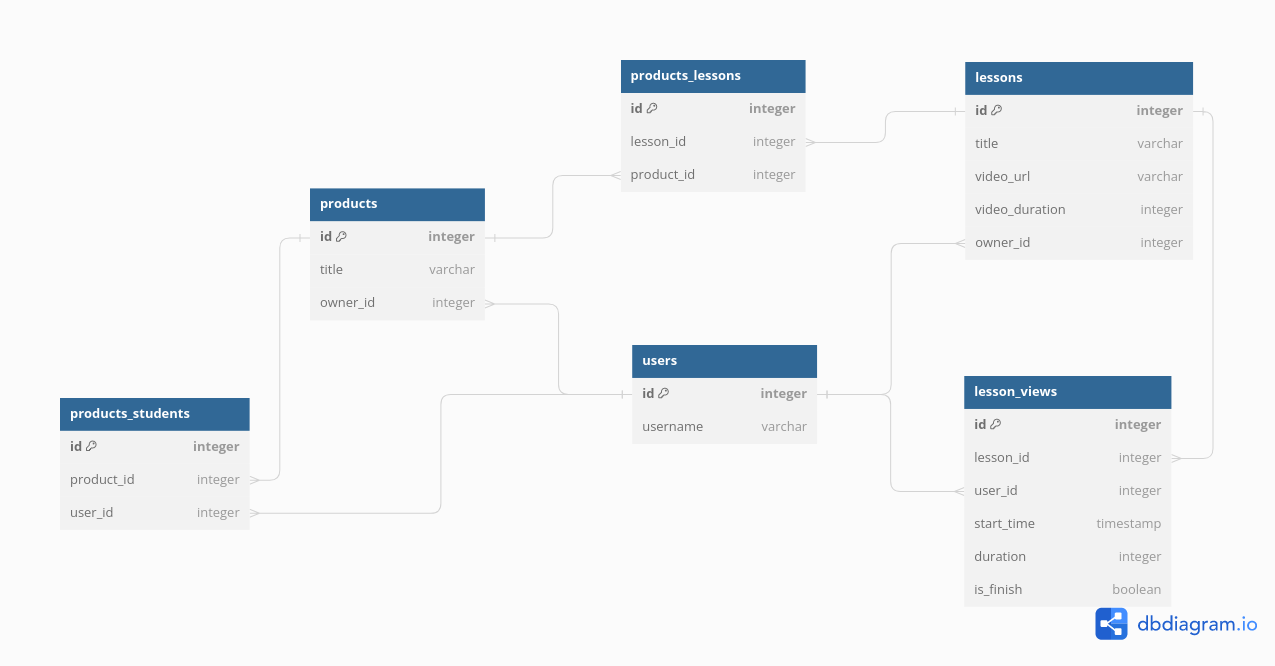 products_lessons
id integer
lesson_id integer
product_id integer
lessons
id integer
title varchar
video_url varchar
video_duration integer
owner_id integer
products
id integer
title varchar
owner_id integer
users
id integer
username varchar
products_students
id integer
product_id integer
user_id integer
lesson_views
id integer
lesson_id integer
user_id integer
start_time timestamp
duration integer
is_finish boolean
dbdiagram.io